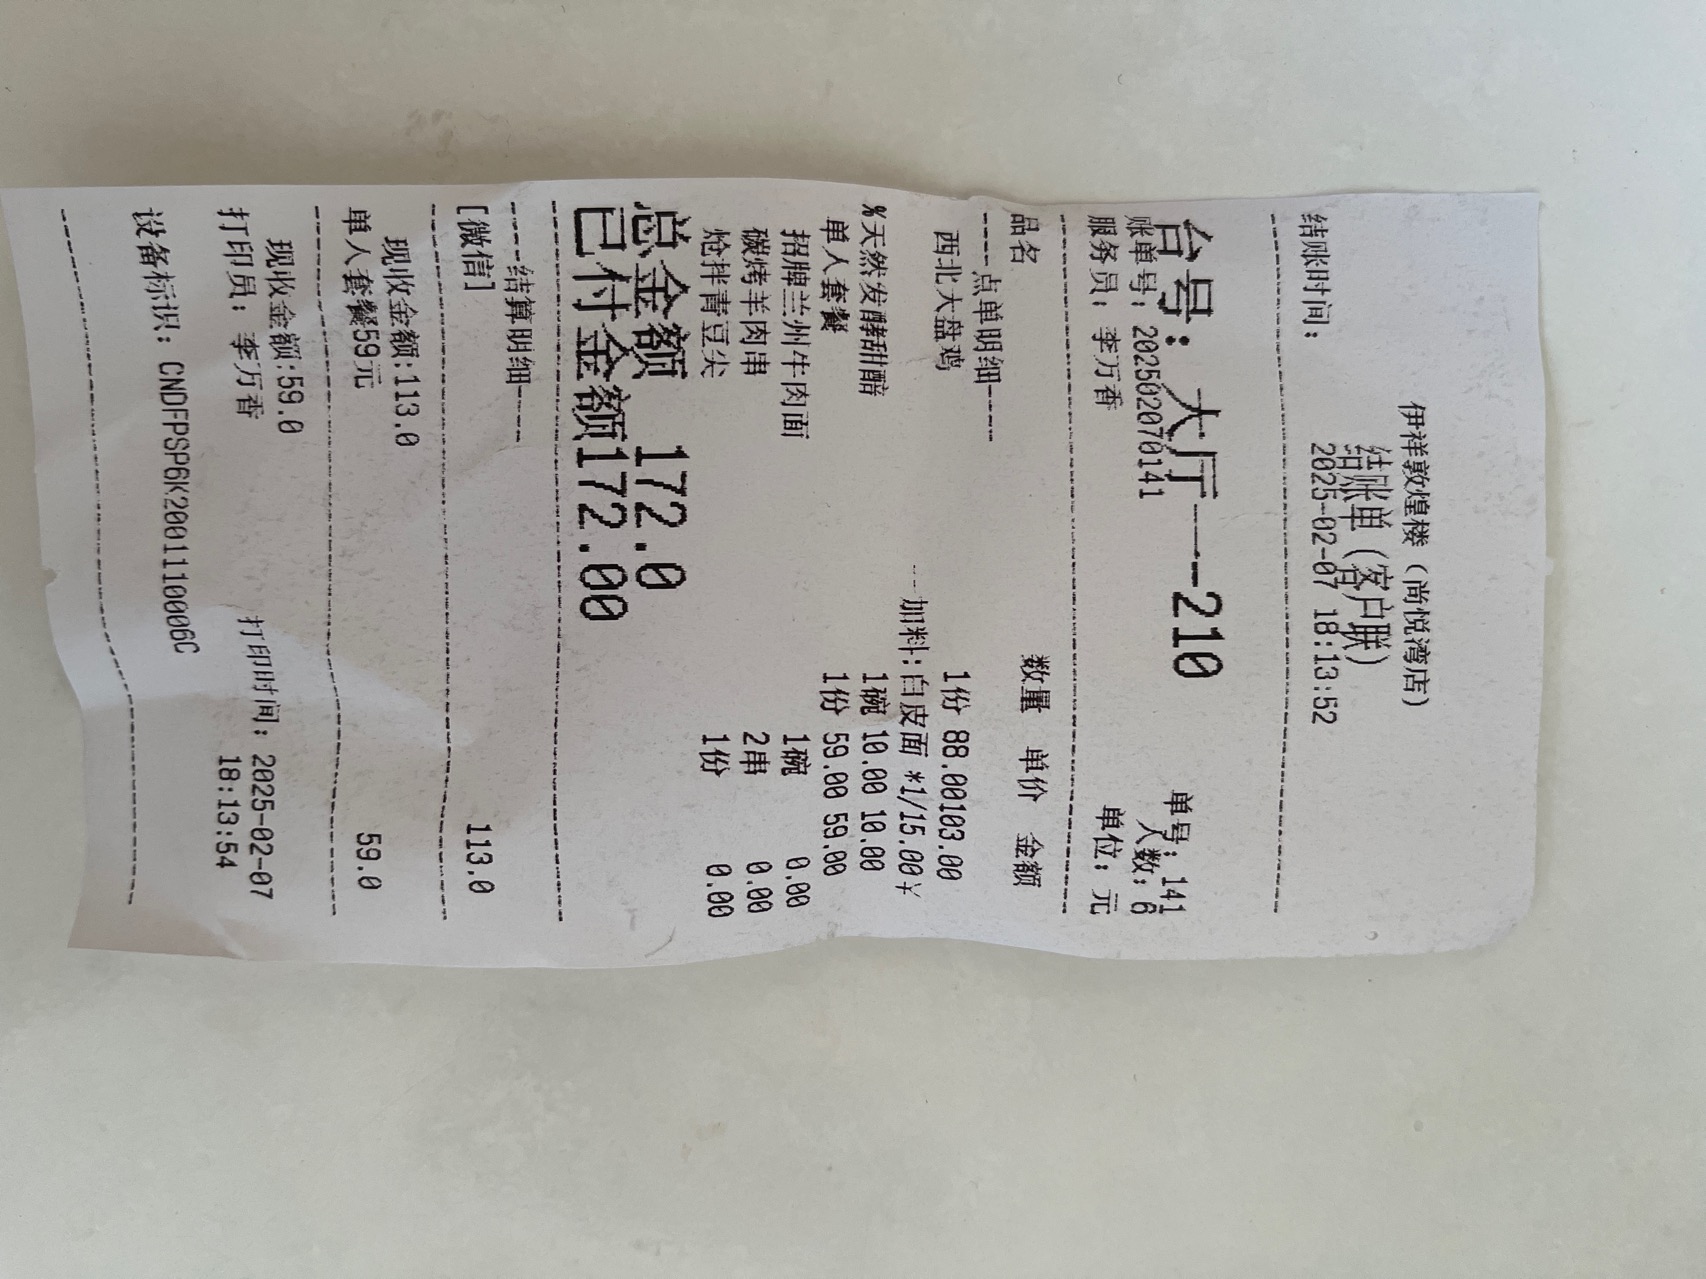 伊祥敦煌楼（尚悦湾店）
结账单（客户联）
结账时间： 2025-02-07 18:13:52
台号：大厅---210 单号：141
账单号：202502070141 人数：6
服务员：李万香 单位：元
品名 数量 单价 金额
----点单明细----
西北大盘鸡 1份 88.00103.00
---加料:白皮面 *1/15.00￥
%天然发酵甜醅 1碗 10.00 10.00
单人套餐 1份 59.00 59.00
招牌兰州牛肉面 1碗 0.00
碳烤羊肉串 2串 0.00
炝拌青豆尖 1份 0.00
总金额 172.0
已付金额172.00
----结算明细----
[微信] 113.0
现收金额:113.0
单人套餐59元 59.0
现收金额:59.0
打印员：李万香 打印时间：2025-02-07
18:13:54
设备标识：CNDFPSP6K2001110006C